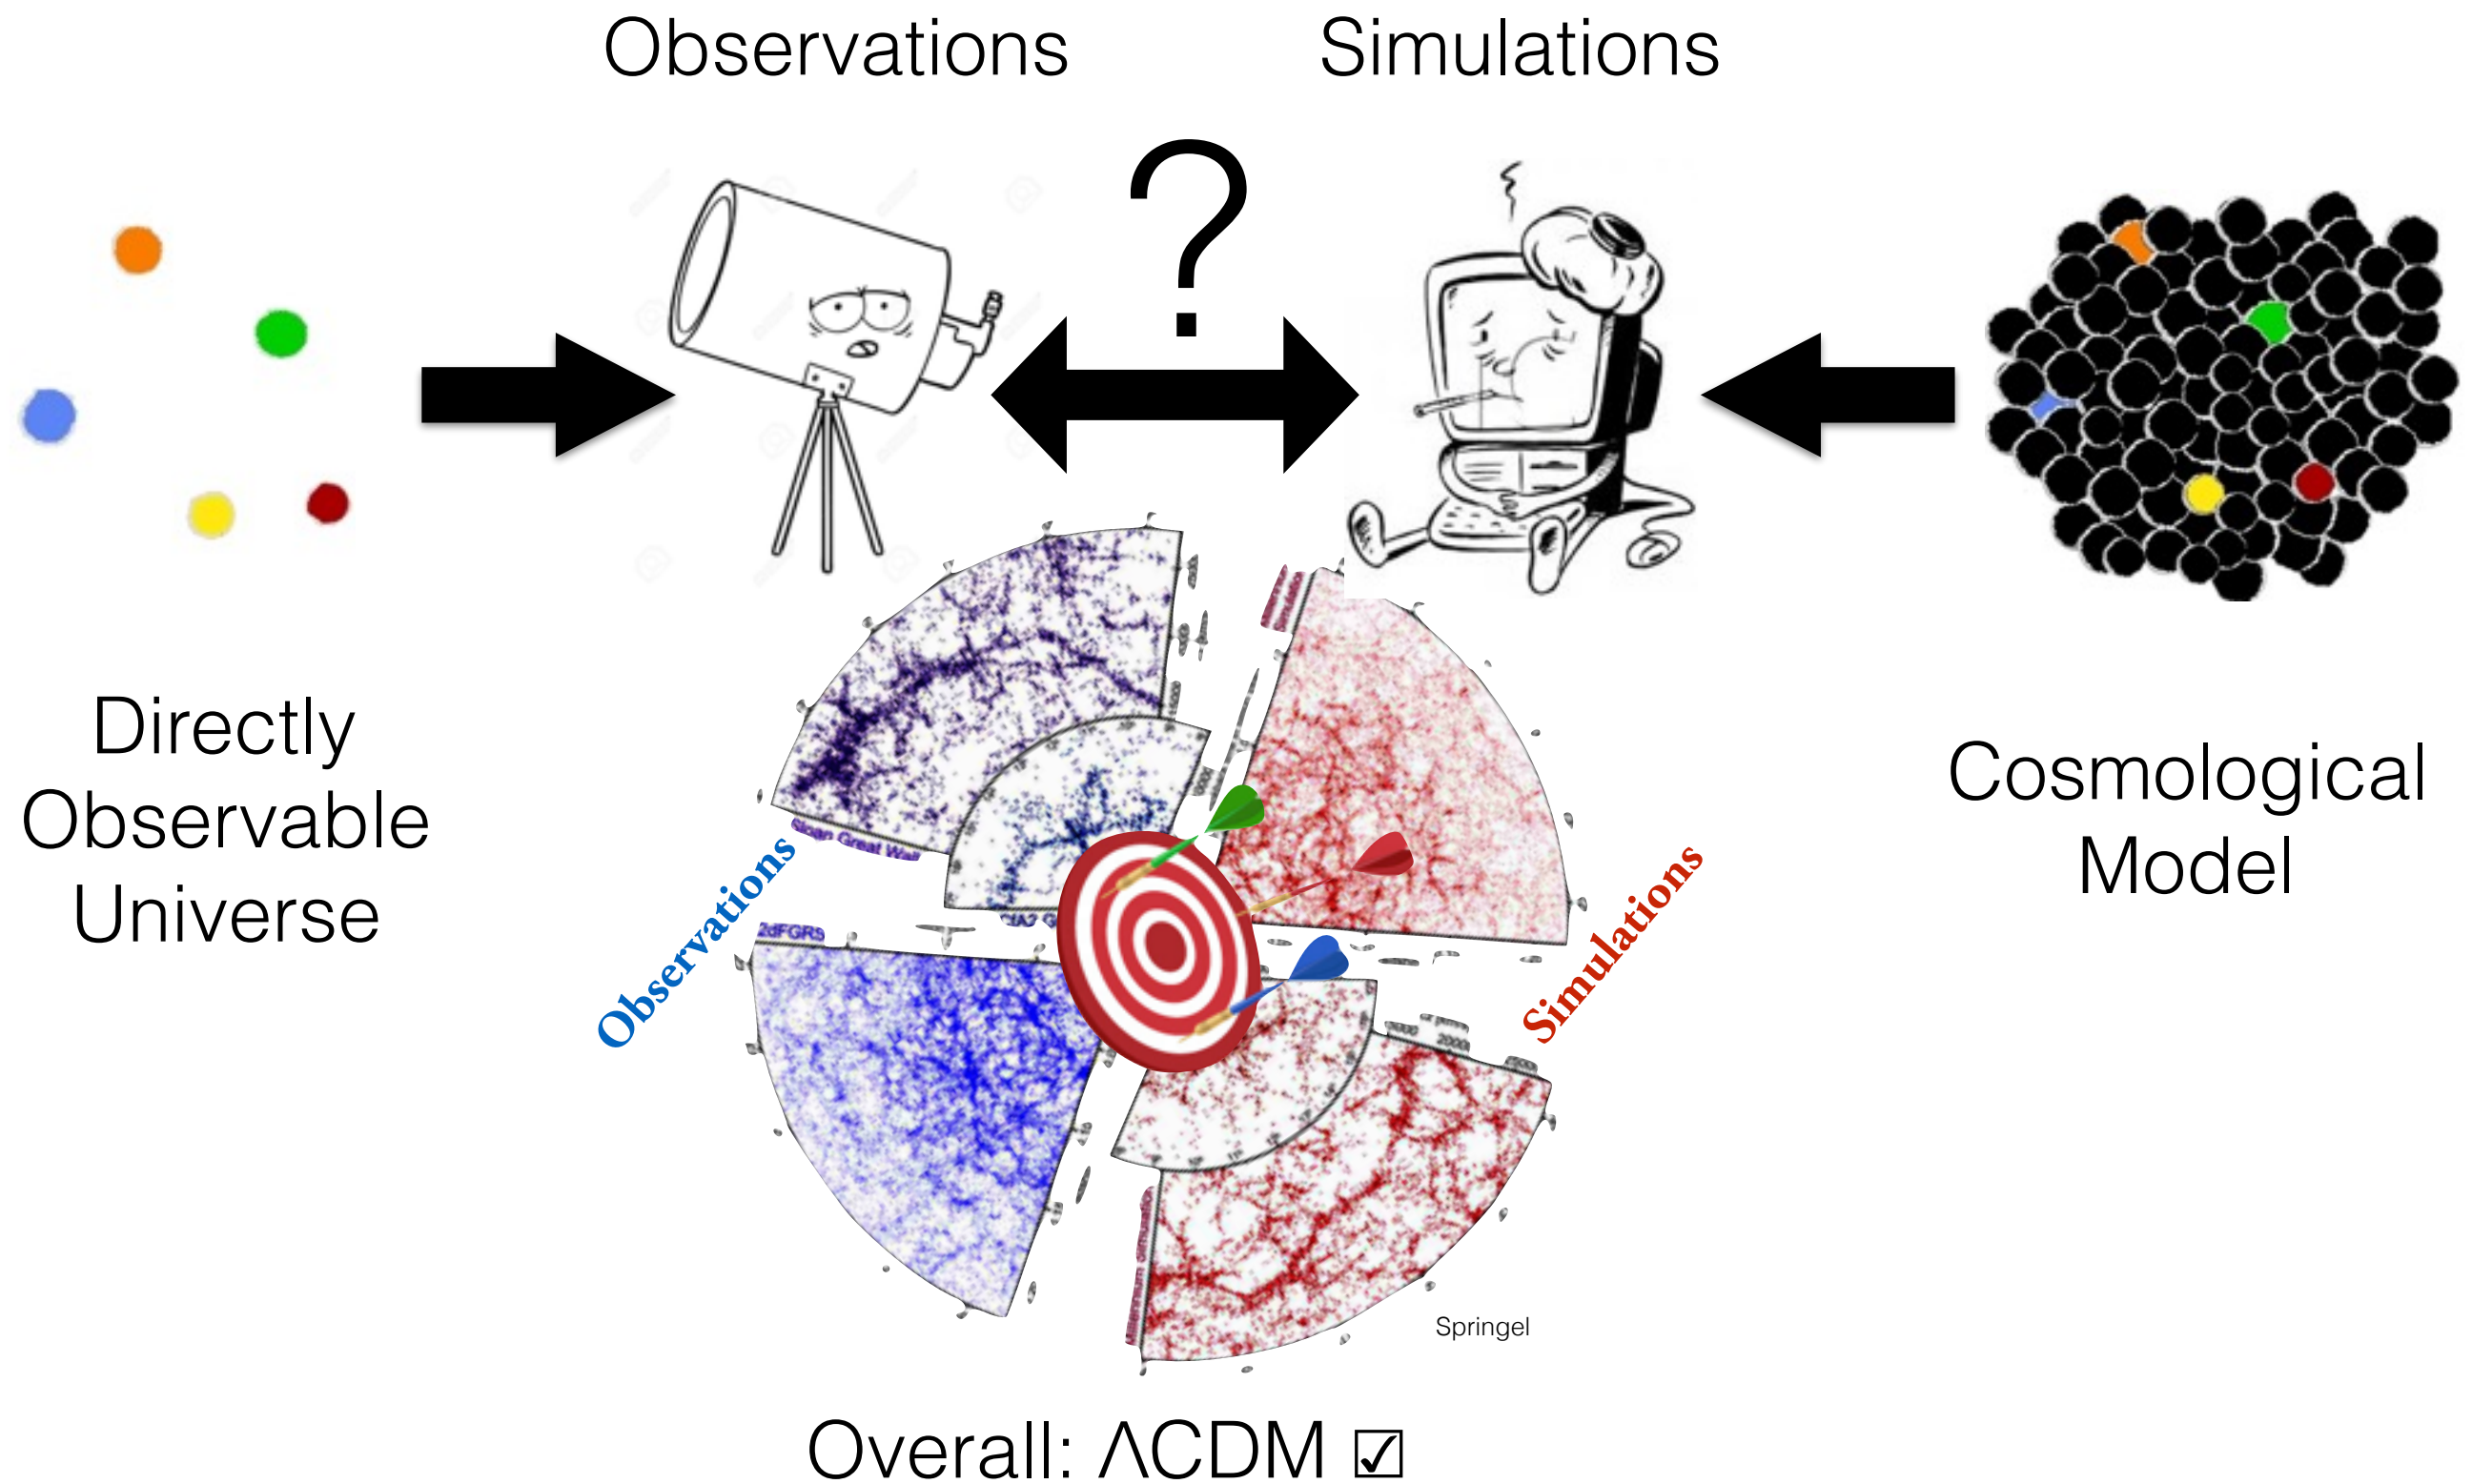 Observations
Simulations
?
Directly
Observable
Universe
Cosmological
Model
Sloan Great Wall
Observations
2dFGRS
Simulations
Springel
Overall: ΛCDM ☑